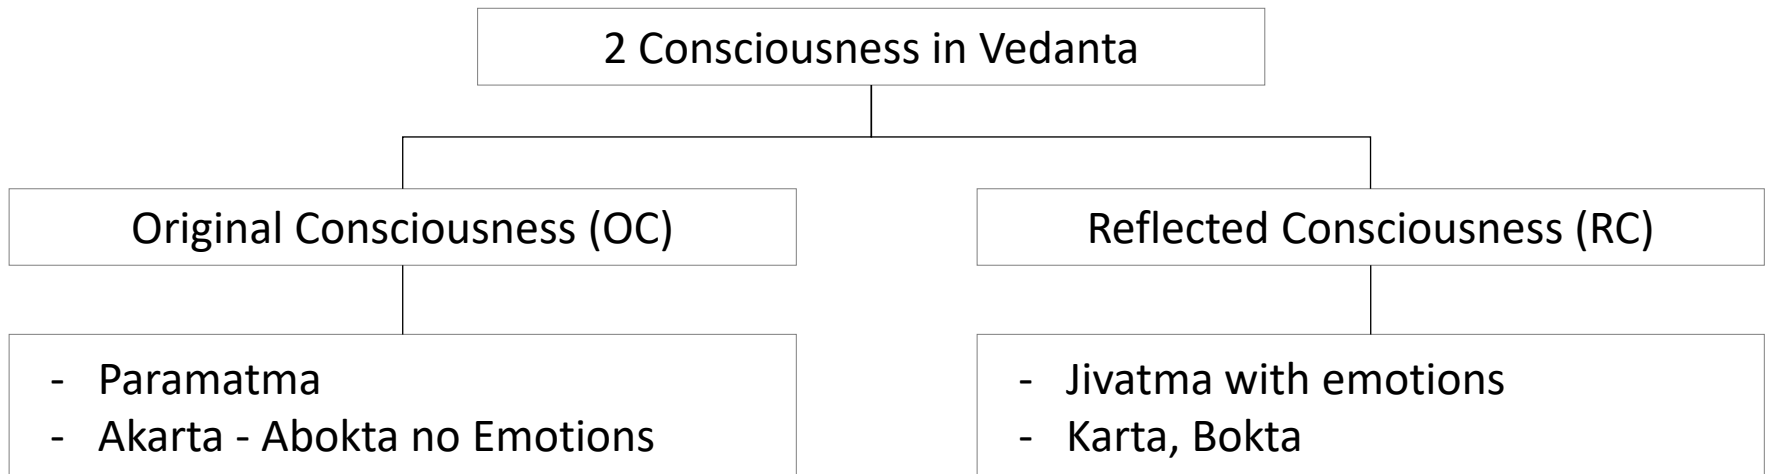 2 Consciousness in Vedanta
Original Consciousness (OC)
Reflected Consciousness (RC)
- Paramatma
- Akarta - Abokta no Emotions
- Jivatma with emotions
- Karta, Bokta